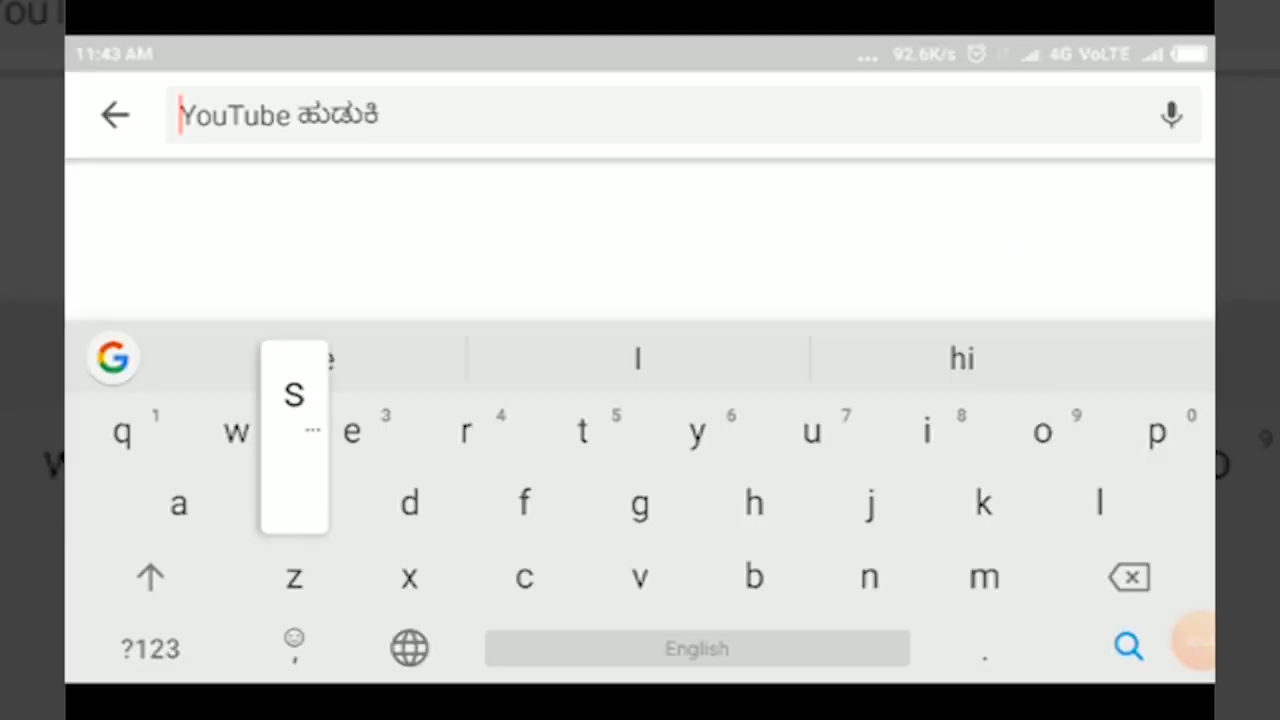 11:43 AM ... 92.6K/s 4G VoLTE
YouTube ಹುಡುಕಿ
I hi
q 1 w e 3 r 4 t 5 y 6 u 7 i 8 o 9 p 0
a s d f g h j k l
z x c v b n m
?123 , English .